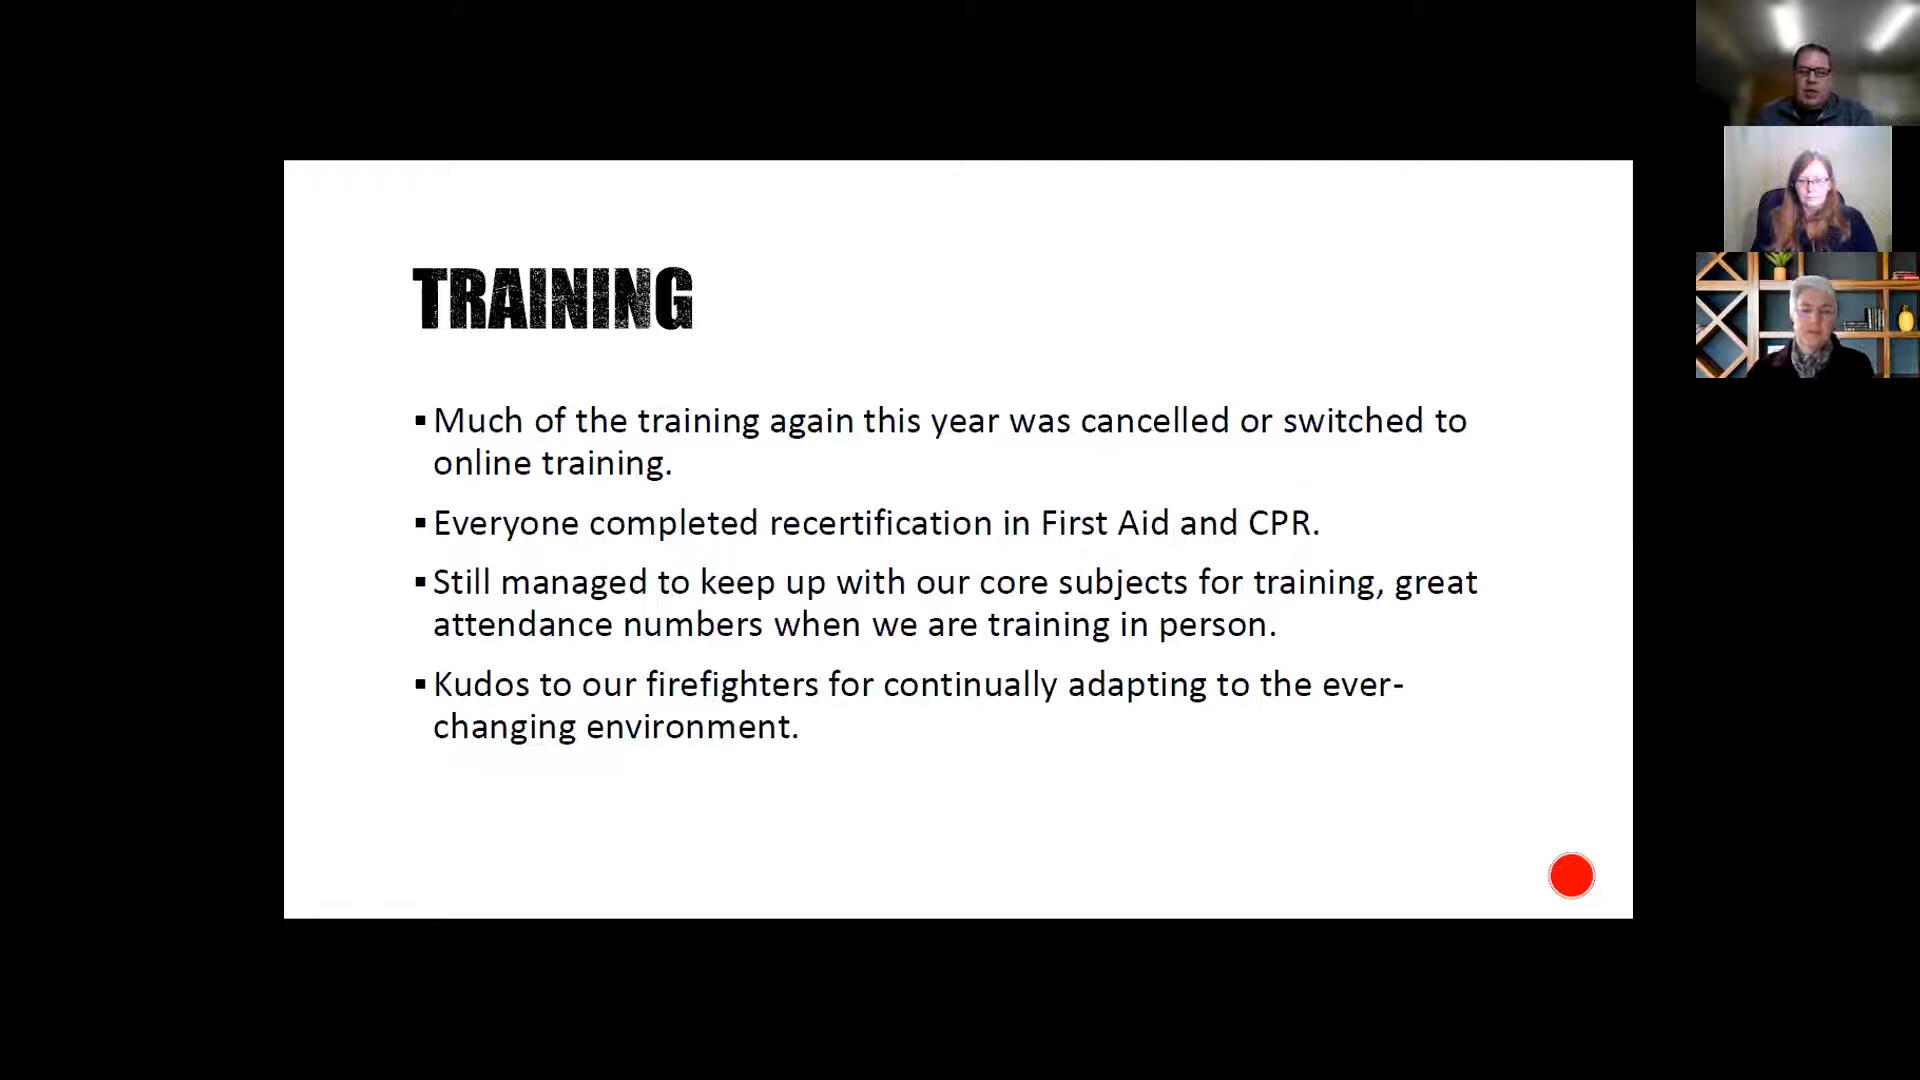 TRAINING
▪ Much of the training again this year was cancelled or switched to
online training.
▪ Everyone completed recertification in First Aid and CPR.
▪ Still managed to keep up with our core subjects for training, great
attendance numbers when we are training in person.
▪ Kudos to our firefighters for continually adapting to the ever-
changing environment.